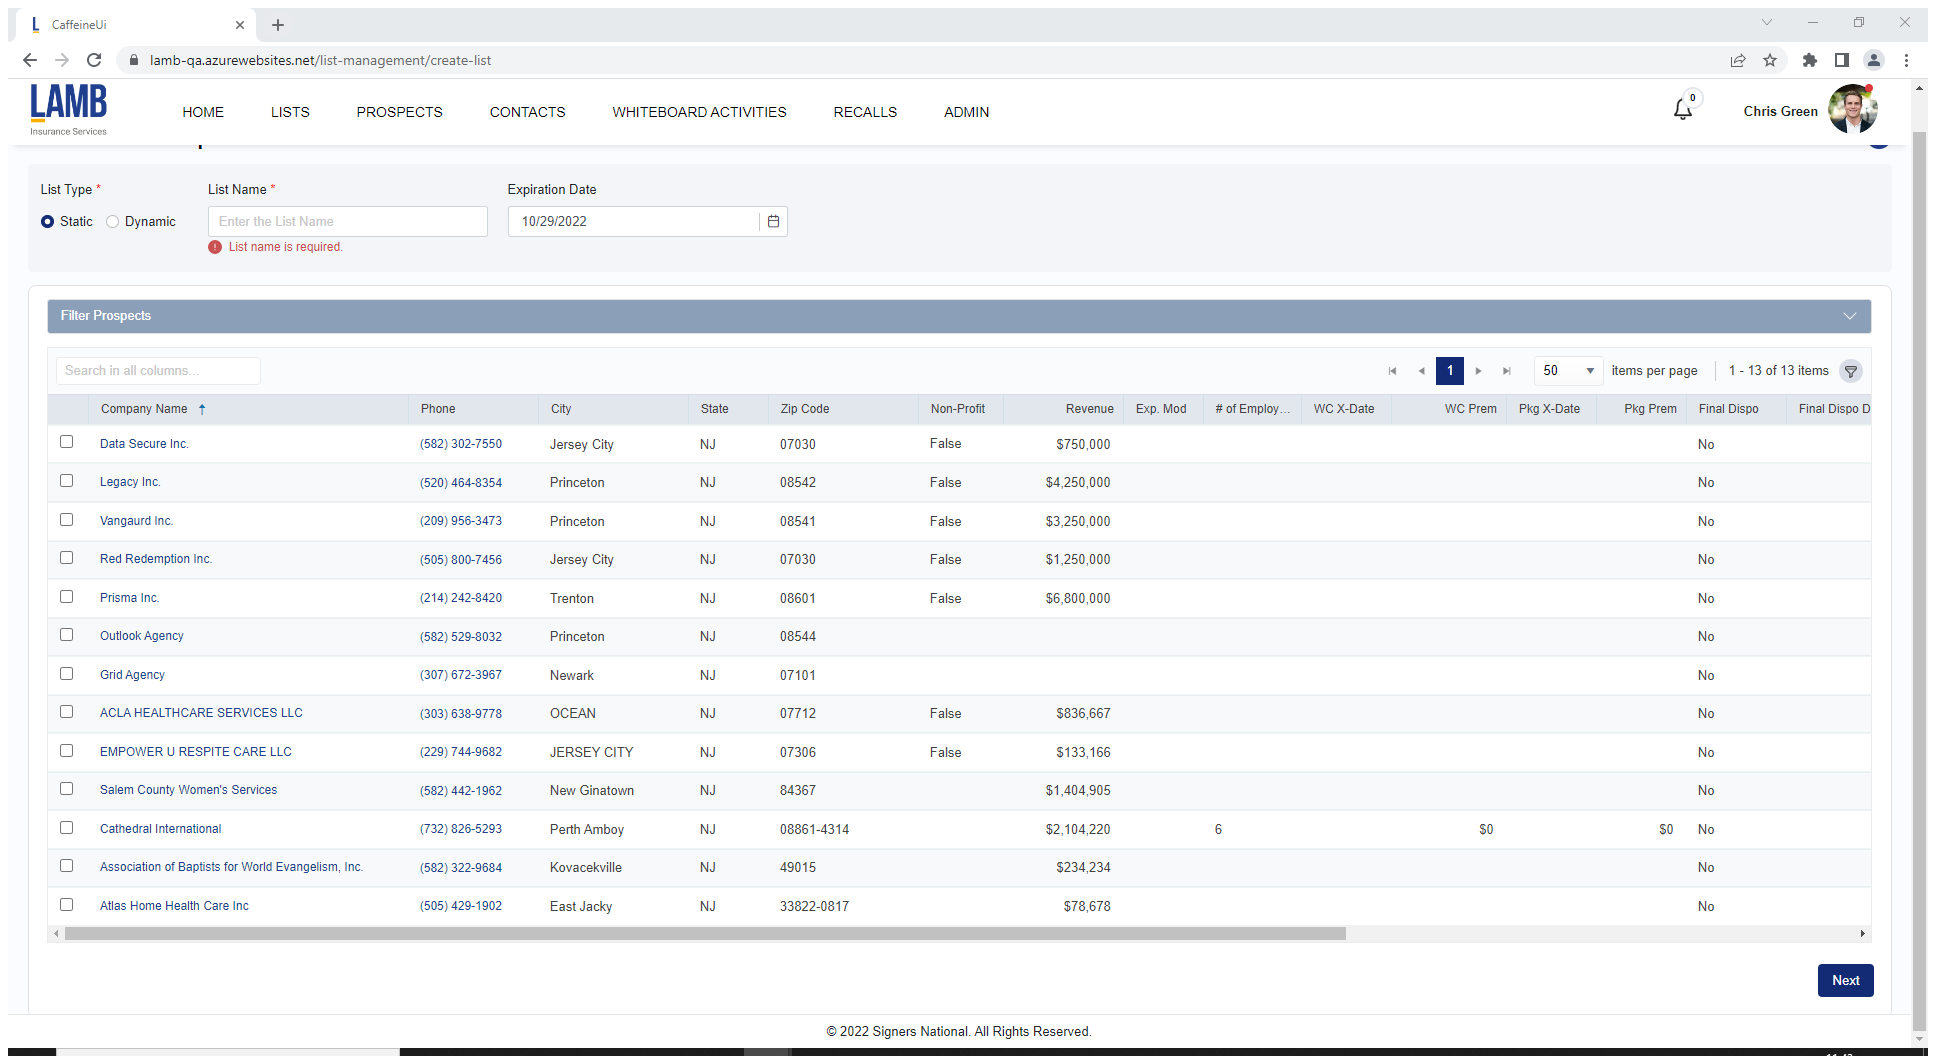 CaffeineUi
lamb-qa.azurewebsites.net/list-management/create-list
LAMB
Insurance Services
HOME LISTS PROSPECTS CONTACTS WHITEBOARD ACTIVITIES RECALLS ADMIN
0
Chris Green
List Type * List Name * Expiration Date
Static Dynamic Enter the List Name 10/29/2022
List name is required.
Filter Prospects
Search in all columns... 1 50 items per page 1 - 13 of 13 items
Company Name Phone City State Zip Code Non-Profit Revenue Exp. Mod # of Employ... WC X-Date WC Prem Pkg X-Date Pkg Prem Final Dispo Final Dispo D
Data Secure Inc. (582) 302-7550 Jersey City NJ 07030 False $750,000 No
Legacy Inc. (520) 464-8354 Princeton NJ 08542 False $4,250,000 No
Vangaurd Inc. (209) 956-3473 Princeton NJ 08541 False $3,250,000 No
Red Redemption Inc. (505) 800-7456 Jersey City NJ 07030 False $1,250,000 No
Prisma Inc. (214) 242-8420 Trenton NJ 08601 False $6,800,000 No
Outlook Agency (582) 529-8032 Princeton NJ 08544 No
Grid Agency (307) 672-3967 Newark NJ 07101 No
ACLA HEALTHCARE SERVICES LLC (303) 638-9778 OCEAN NJ 07712 False $836,667 No
EMPOWER U RESPITE CARE LLC (229) 744-9682 JERSEY CITY NJ 07306 False $133,166 No
Salem County Women's Services (582) 442-1962 New Ginatown NJ 84367 $1,404,905 No
Cathedral International (732) 826-5293 Perth Amboy NJ 08861-4314 $2,104,220 6 $0 $0 No
Association of Baptists for World Evangelism, Inc. (582) 322-9684 Kovacekville NJ 49015 $234,234 No
Atlas Home Health Care Inc (505) 429-1902 East Jacky NJ 33822-0817 $78,678 No
Next
© 2022 Signers National. All Rights Reserved.